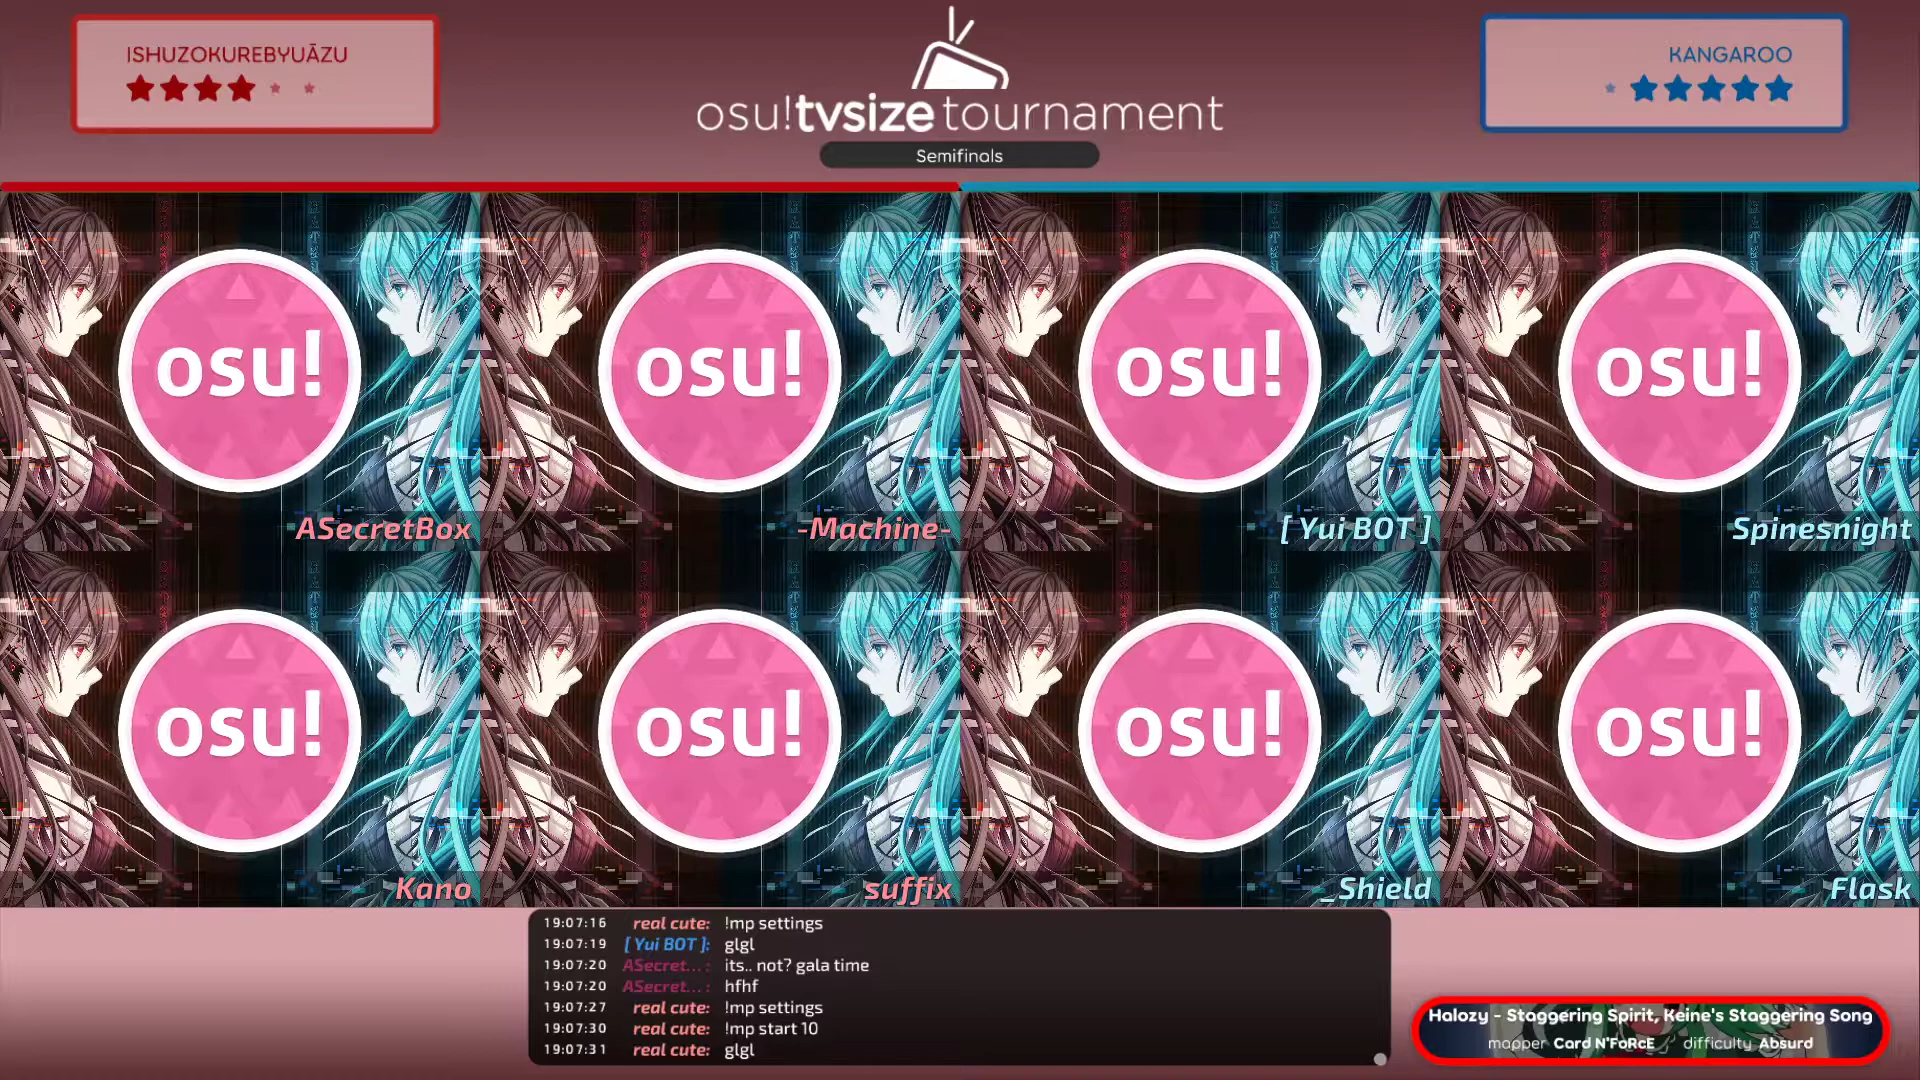 ISHUZOKUREBYUĀZU
osu!tvsize tournament
Semifinals
KANGAROO
osu!
osu!
osu!
osu!
ASecretBox
-Machine-
[ Yui BOT ]
Spinesnight
osu!
osu!
osu!
osu!
Kano
suffix
_Shield
Flask
19:07:16 real cute: !mp settings
19:07:19 [ Yui BOT ]: glgl
19:07:20 ASecret... : its.. not? gala time
19:07:20 ASecret... : hfhf
19:07:27 real cute: !mp settings
19:07:30 real cute: !mp start 10
19:07:31 real cute: glgl
Halozy - Staggering Spirit, Keine's Staggering Song
mapper Card N'FoRcE difficulty Absurd